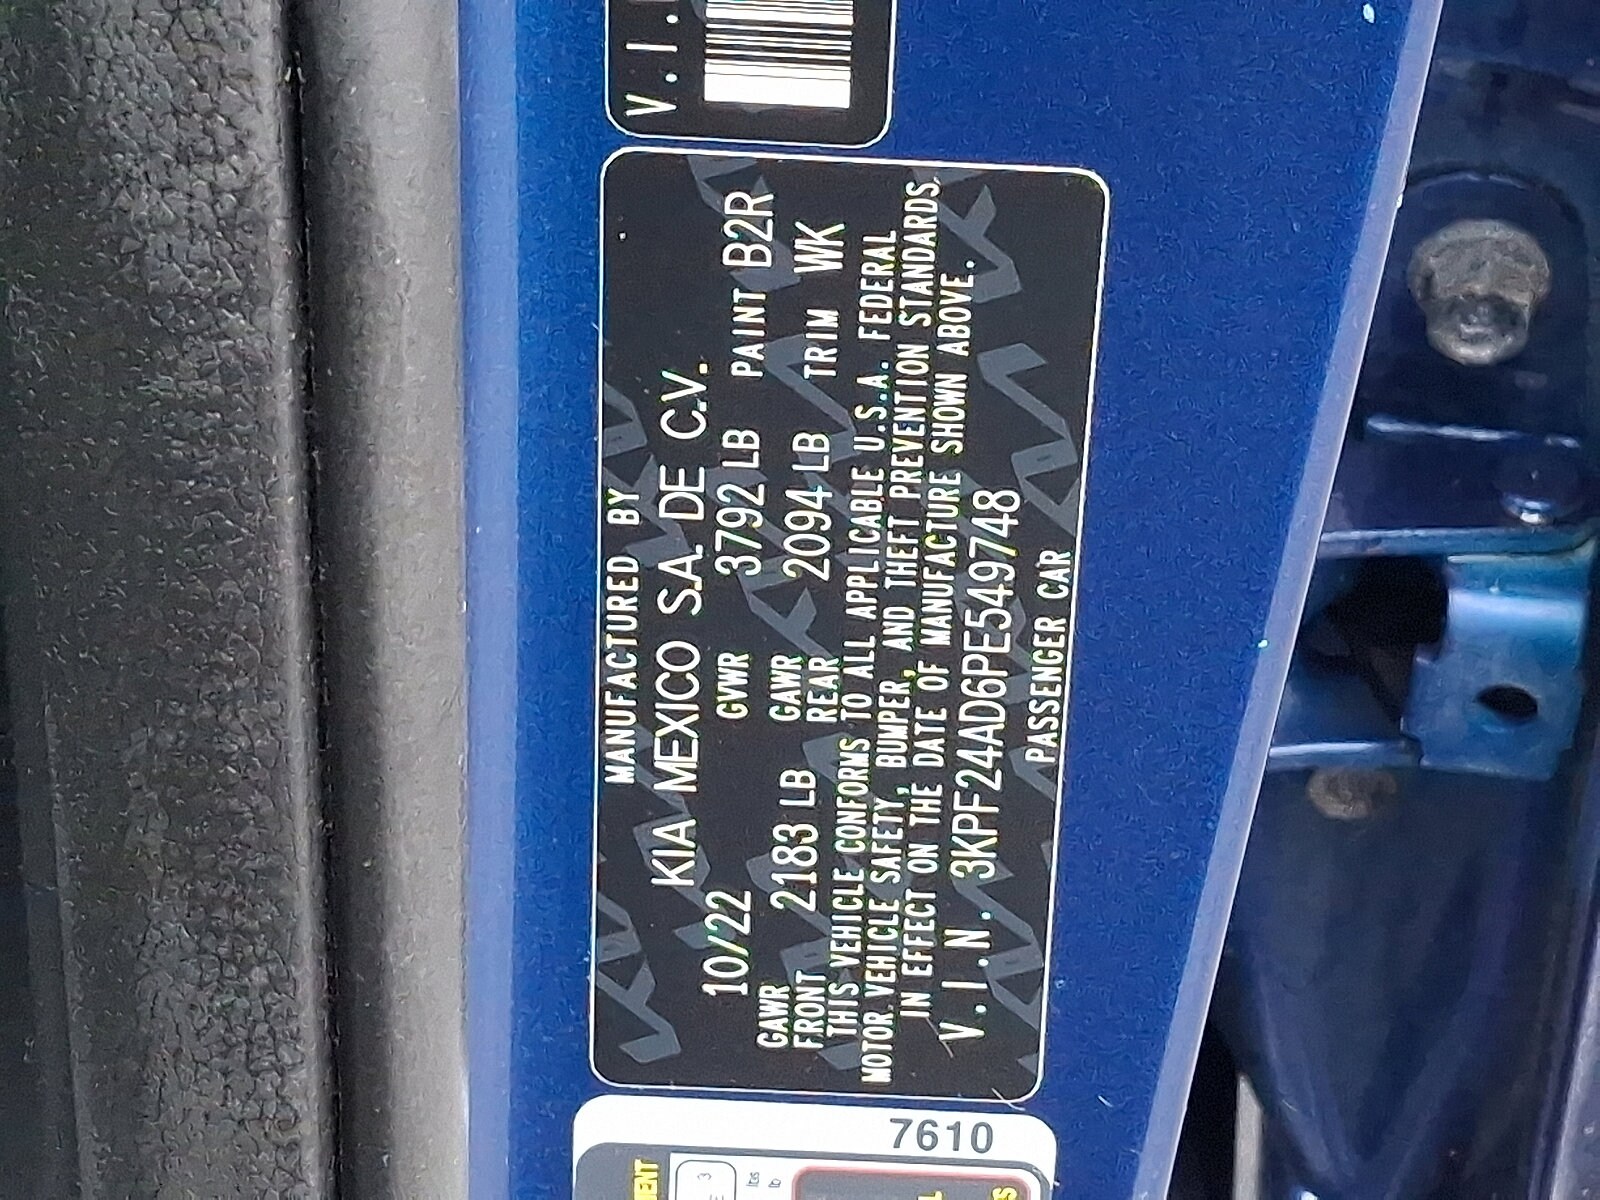 MANUFACTURED BY
KIA MEXICO S.A. DE C.V.
10/22 GVWR 3792 LB PAINT B2R
GAWR FRONT 2183 LB GAWR REAR 2094 LB TRIM WK
THIS VEHICLE CONFORMS TO ALL APPLICABLE U.S.A. FEDERAL
MOTOR VEHICLE SAFETY, BUMPER, AND THEFT PREVENTION STANDARDS
IN EFFECT ON THE DATE OF MANUFACTURE SHOWN ABOVE.
V.I.N. 3KPF24AD6PE549748
PASSENGER CAR
V.I.
7610